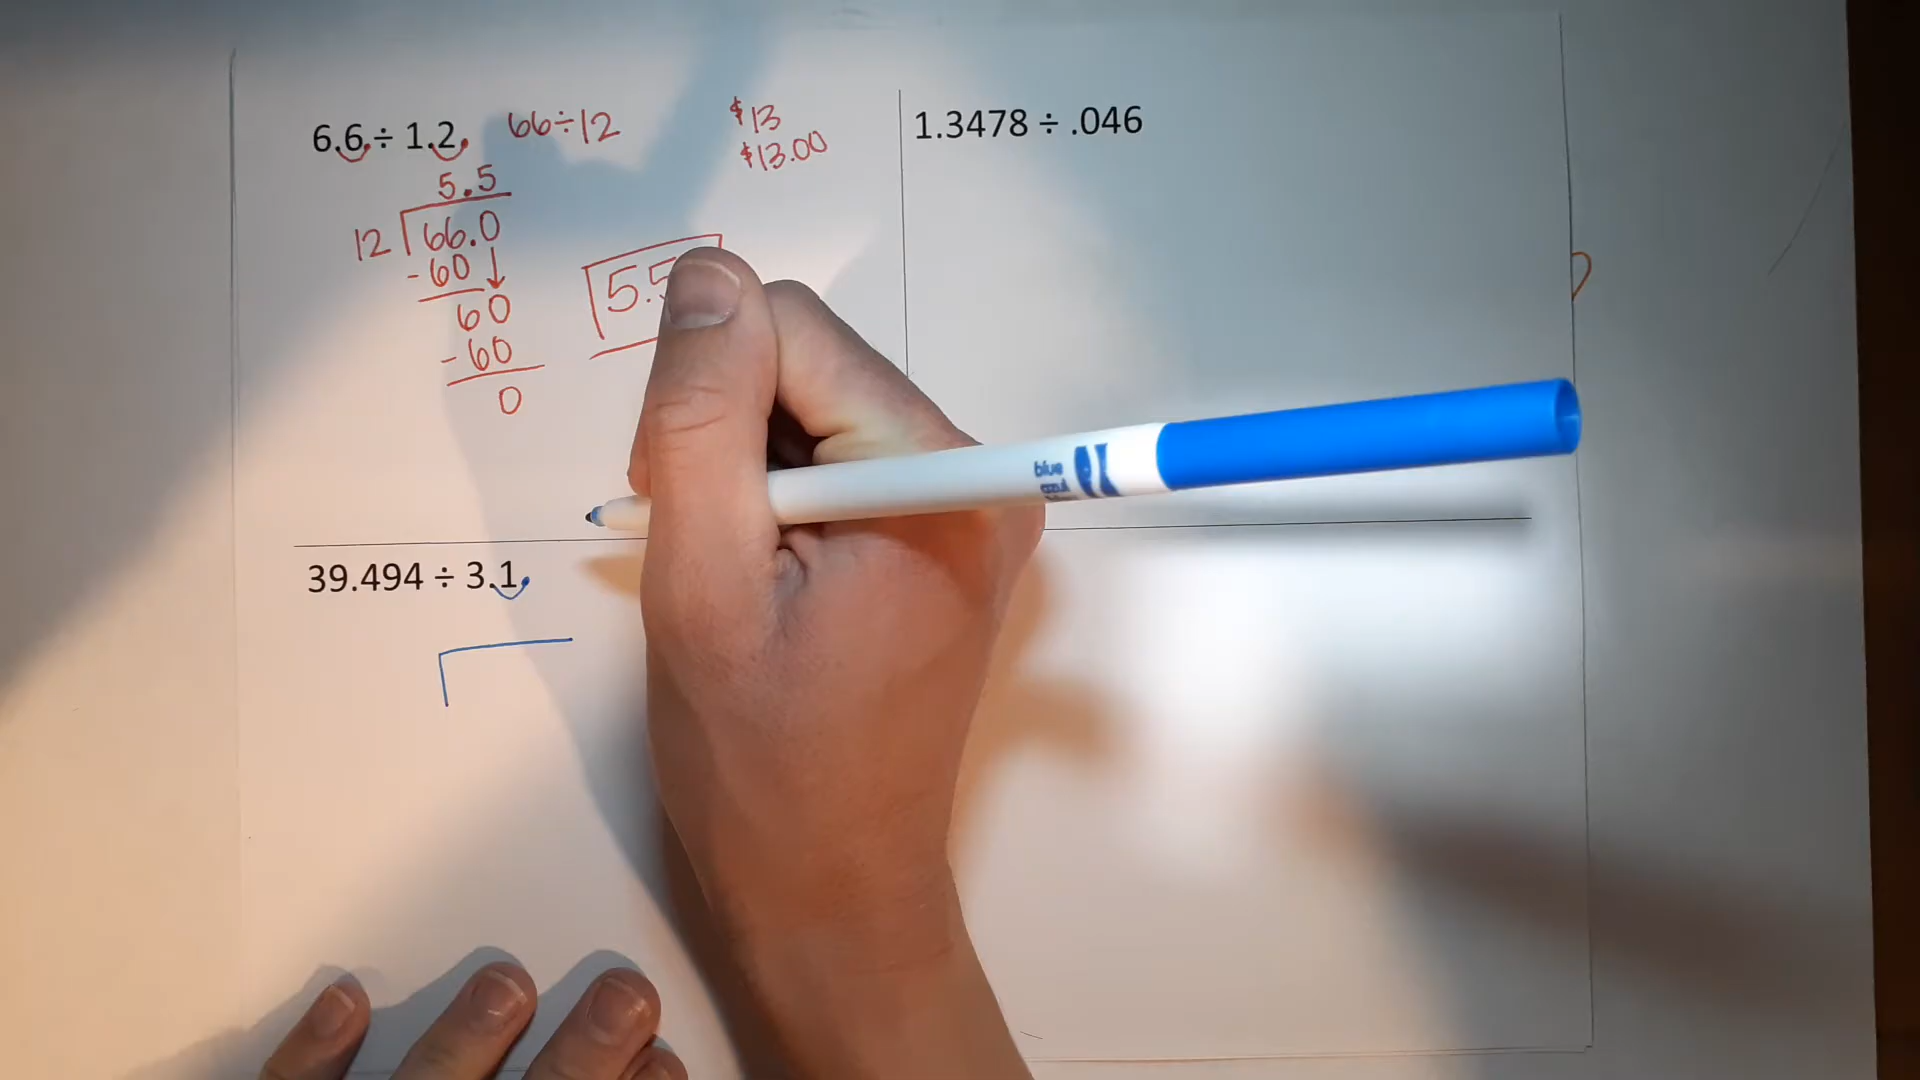 6.6. ÷ 1.2. 66÷12
$13
$13.00
5.5
12 66.0
-60
60
-60
0
5.5
1.3478 ÷ .046
39.494 ÷ 3.1.
blue
azul